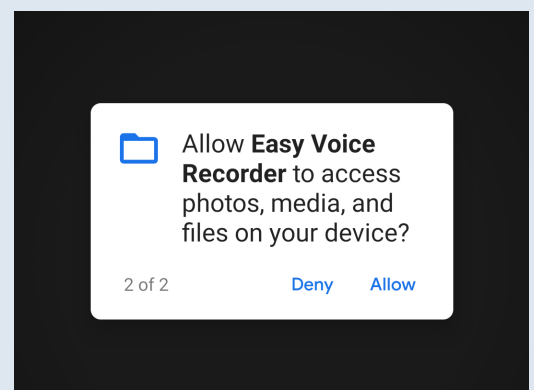 Allow Easy Voice
Recorder to access
photos, media, and
files on your device?
2 of 2
Deny
Allow